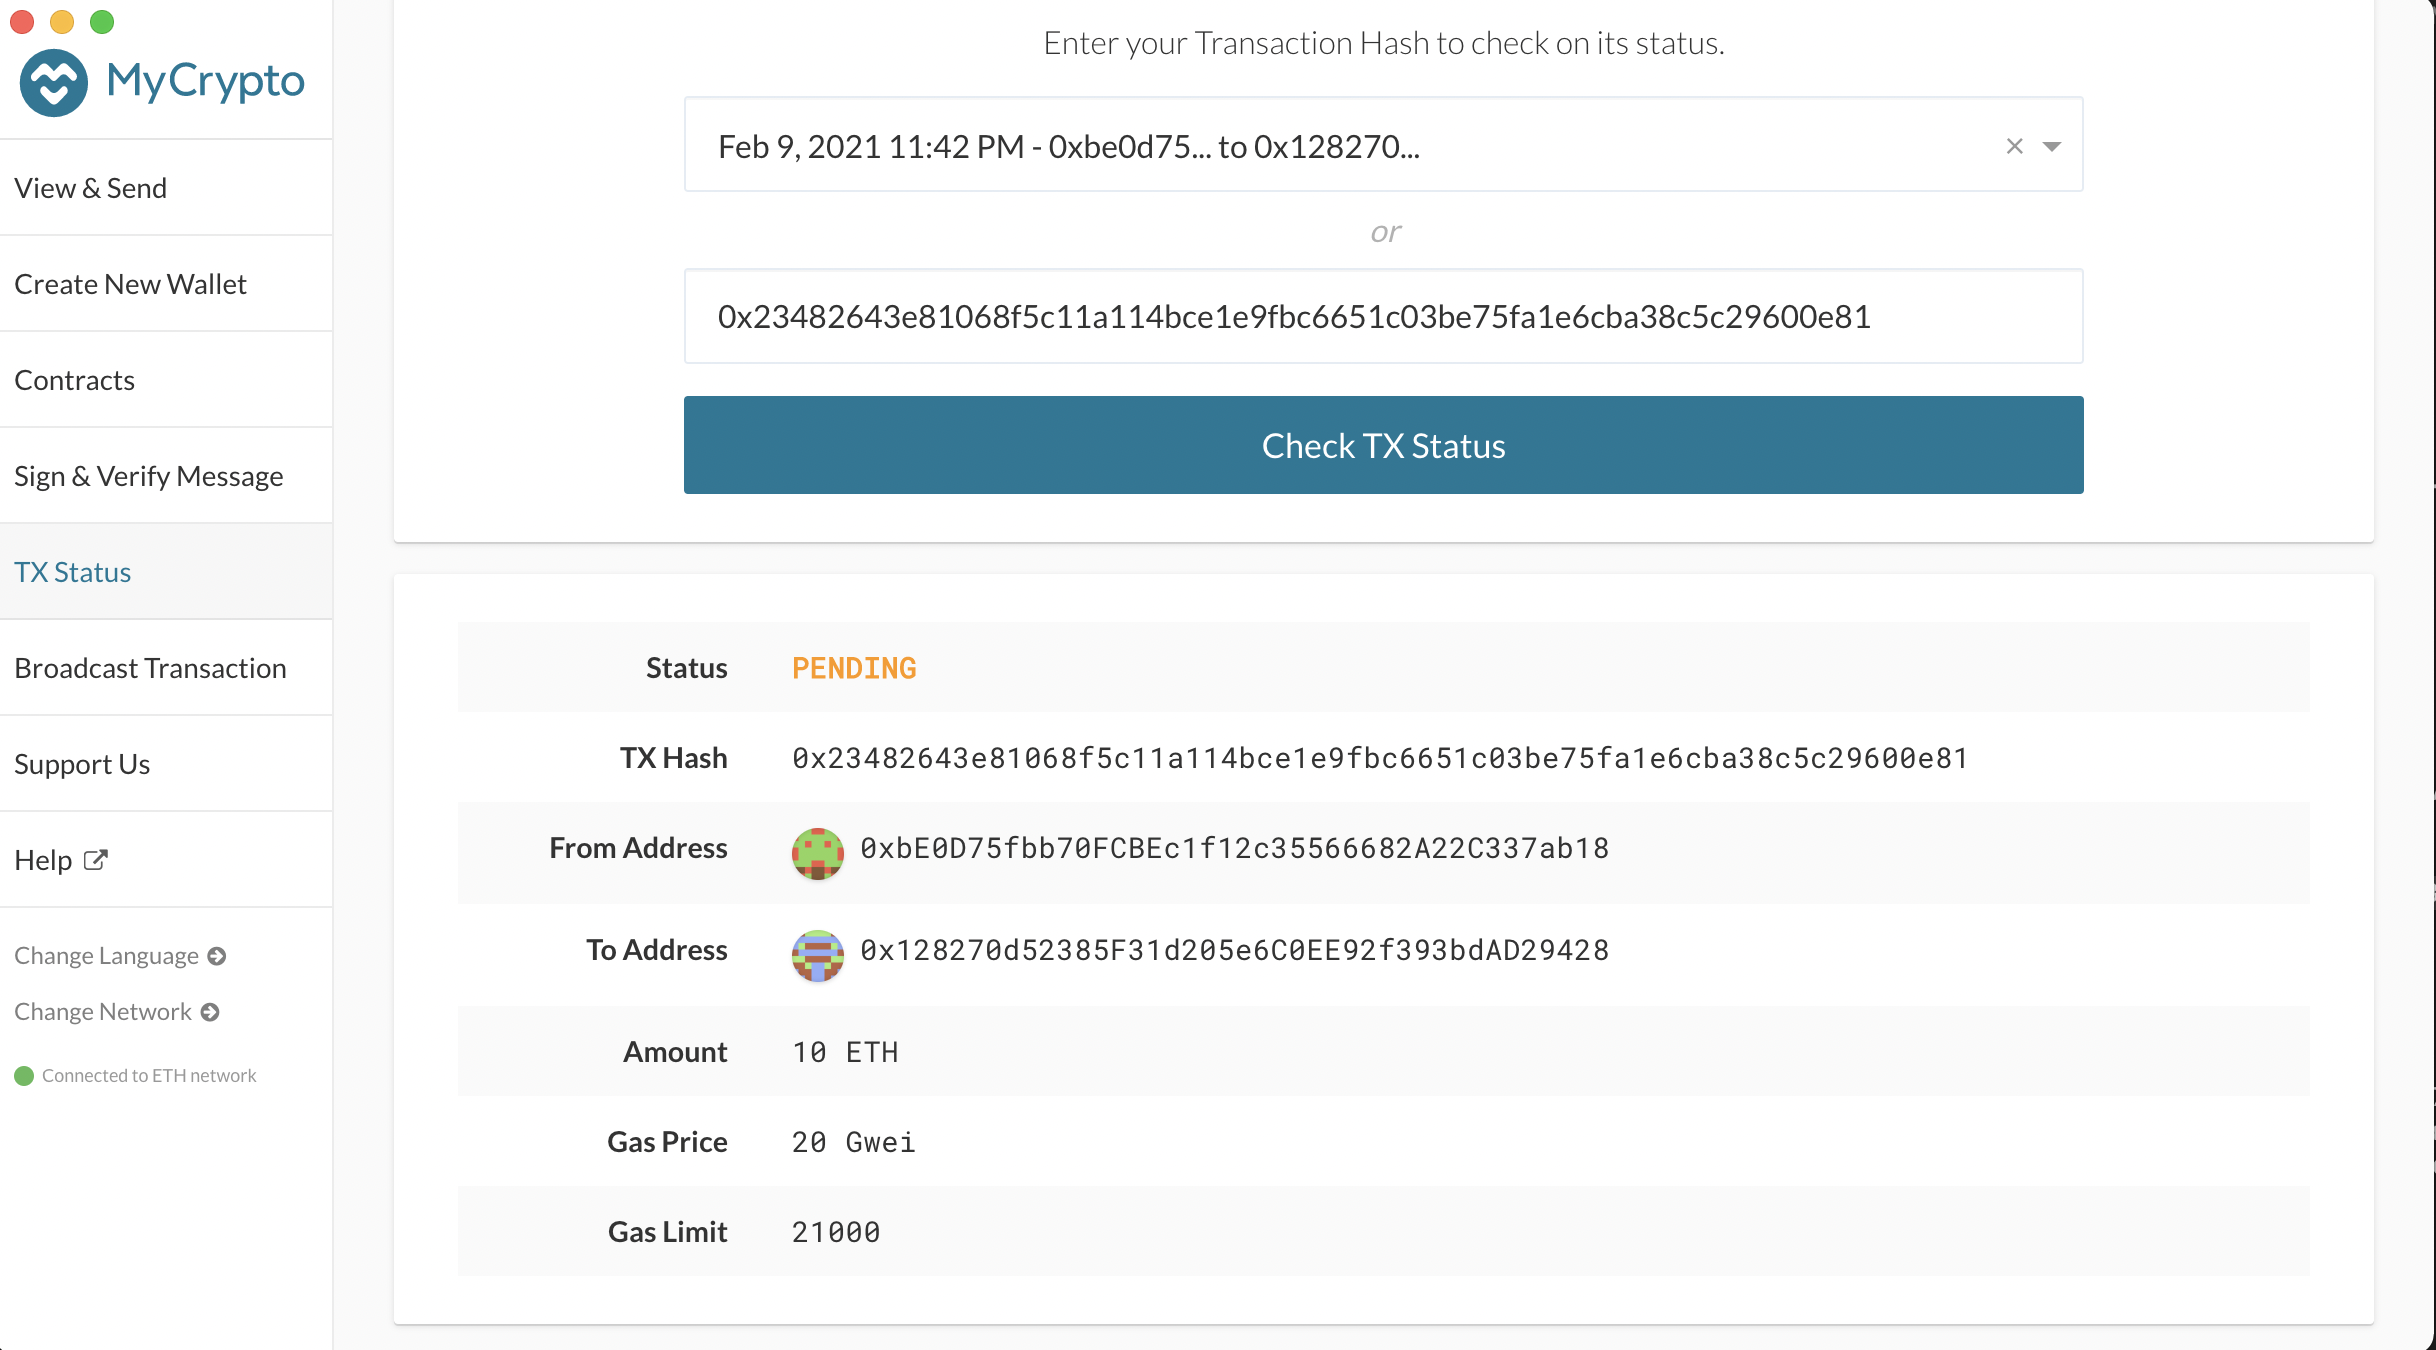 MyCrypto
View & Send
Create New Wallet
Contracts
Sign & Verify Message
TX Status
Broadcast Transaction
Support Us
Help
Change Language
Change Network
Connected to ETH network
Enter your Transaction Hash to check on its status.
Feb 9, 2021 11:42 PM - 0xbe0d75... to 0x128270...
or
0x23482643e81068f5c11a114bce1e9fbc6651c03be75fa1e6cba38c5c29600e81
Check TX Status
Status PENDING
TX Hash 0x23482643e81068f5c11a114bce1e9fbc6651c03be75fa1e6cba38c5c29600e81
From Address 0xbE0D75fbb70FCBEc1f12c35566682A22C337ab18
To Address 0x128270d52385F31d205e6C0EE92f393bdAD29428
Amount 10 ETH
Gas Price 20 Gwei
Gas Limit 21000